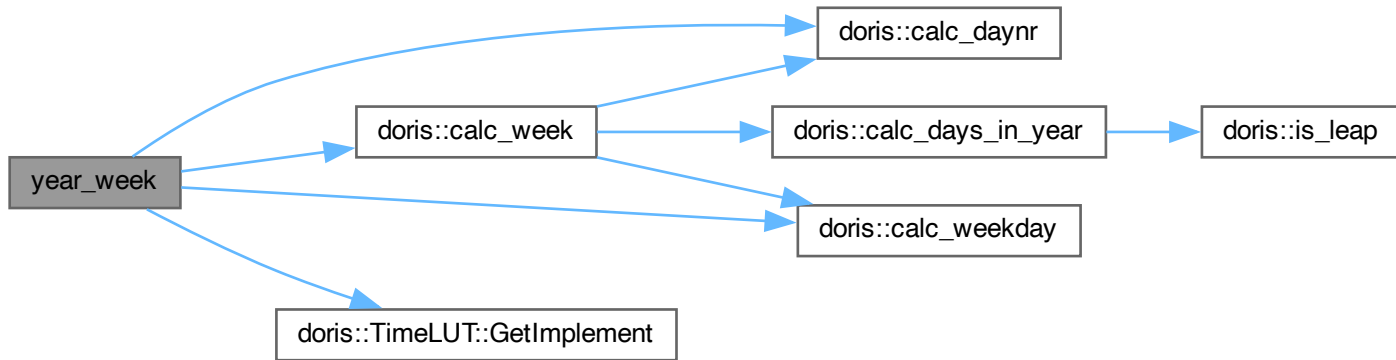 doris::calc_daynr
doris::calc_week
doris::calc_days_in_year
doris::is_leap
year_week
doris::calc_weekday
doris::TimeLUT::GetImplement